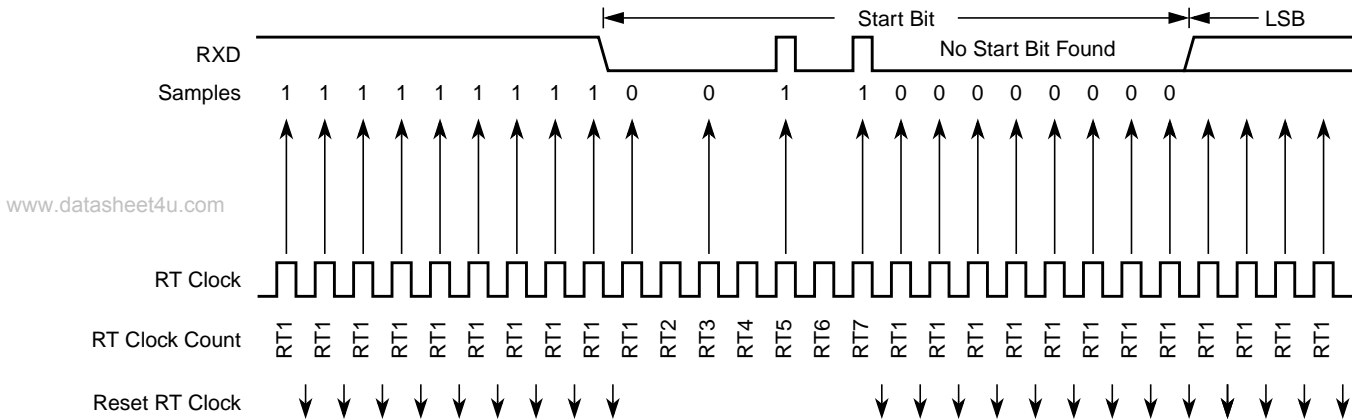 Start Bit LSB
RXD No Start Bit Found
Samples 1 1 1 1 1 1 1 1 1 0 0 1 1 0 0 0 0 0 0 0 0
www.datasheet4u.com
RT Clock
RT Clock Count RT1 RT1 RT1 RT1 RT1 RT1 RT1 RT1 RT1 RT1 RT2 RT3 RT4 RT5 RT6 RT7 RT1 RT1 RT1 RT1 RT1 RT1 RT1 RT1 RT1 RT1 RT1 RT1
Reset RT Clock